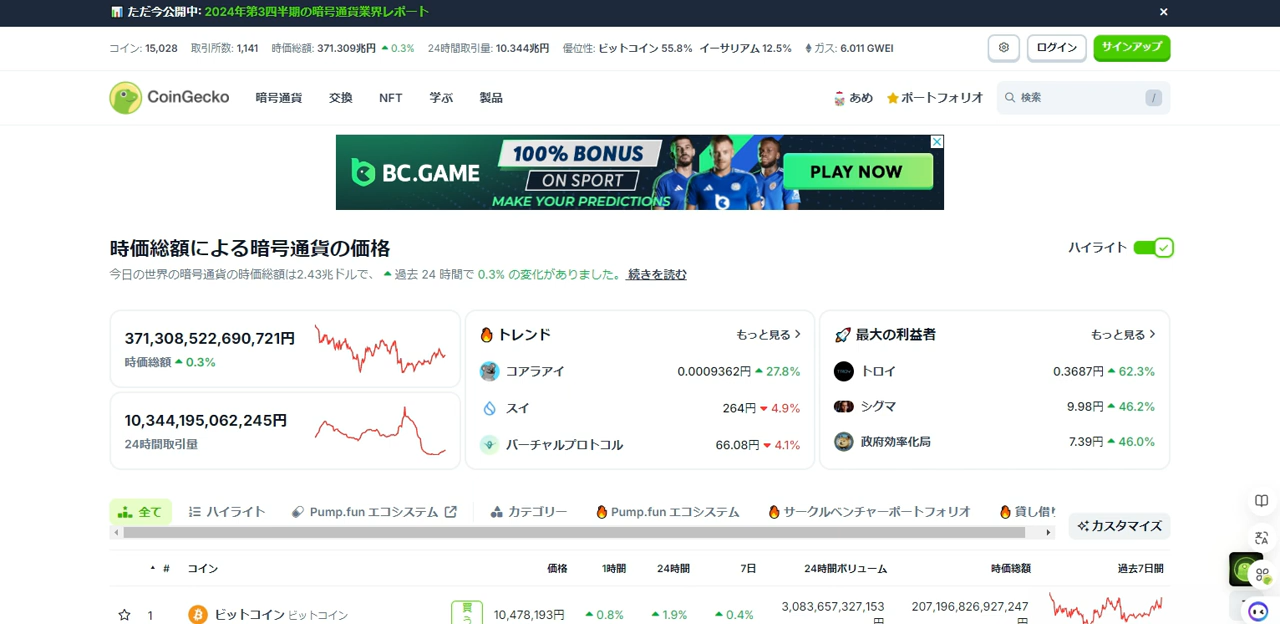 ただ今公開中: 2024年第3四半期の暗号通貨業界レポート
コイン: 15,028 取引所数: 1,141 時価総額: 371.309兆円 0.3% 24時間取引量: 10.344兆円 優位性: ビットコイン 55.8% イーサリアム 12.5% ガス: 6.011 GWEI
ログイン
サインアップ
CoinGecko 暗号通貨 交換 NFT 学ぶ 製品 あめ ポートフォリオ 検索 /
BC.GAME
100% BONUS
ON SPORT
MAKE YOUR PREDICTIONS
PLAY NOW
時価総額による暗号通貨の価格
ハイライト
今日の世界の暗号通貨の時価総額は2.43兆ドルで、 過去 24 時間で 0.3% の変化がありました。 続きを読む
371,308,522,690,721円
時価総額 0.3%
10,344,195,062,245円
24時間取引量
トレンド もっと見る
コアラアイ 0.0009362円 27.8%
スイ 264円 4.9%
バーチャルプロトコル 66.08円 4.1%
最大の利益者 もっと見る
トロイ 0.3687円 62.3%
シグマ 9.98円 46.2%
政府効率化局 7.39円 46.0%
全て ハイライト Pump.fun エコシステム カテゴリー Pump.fun エコシステム サークルベンチャーポートフォリオ 貸し借り
カスタマイズ
# コイン 価格 1時間 24時間 7日 24時間ボリューム 時価総額 過去7日間
1 ビットコイン ビットコイン 買う 10,478,193円 0.8% 1.9% 0.4% 3,083,657,327,153円 207,196,826,927,247円